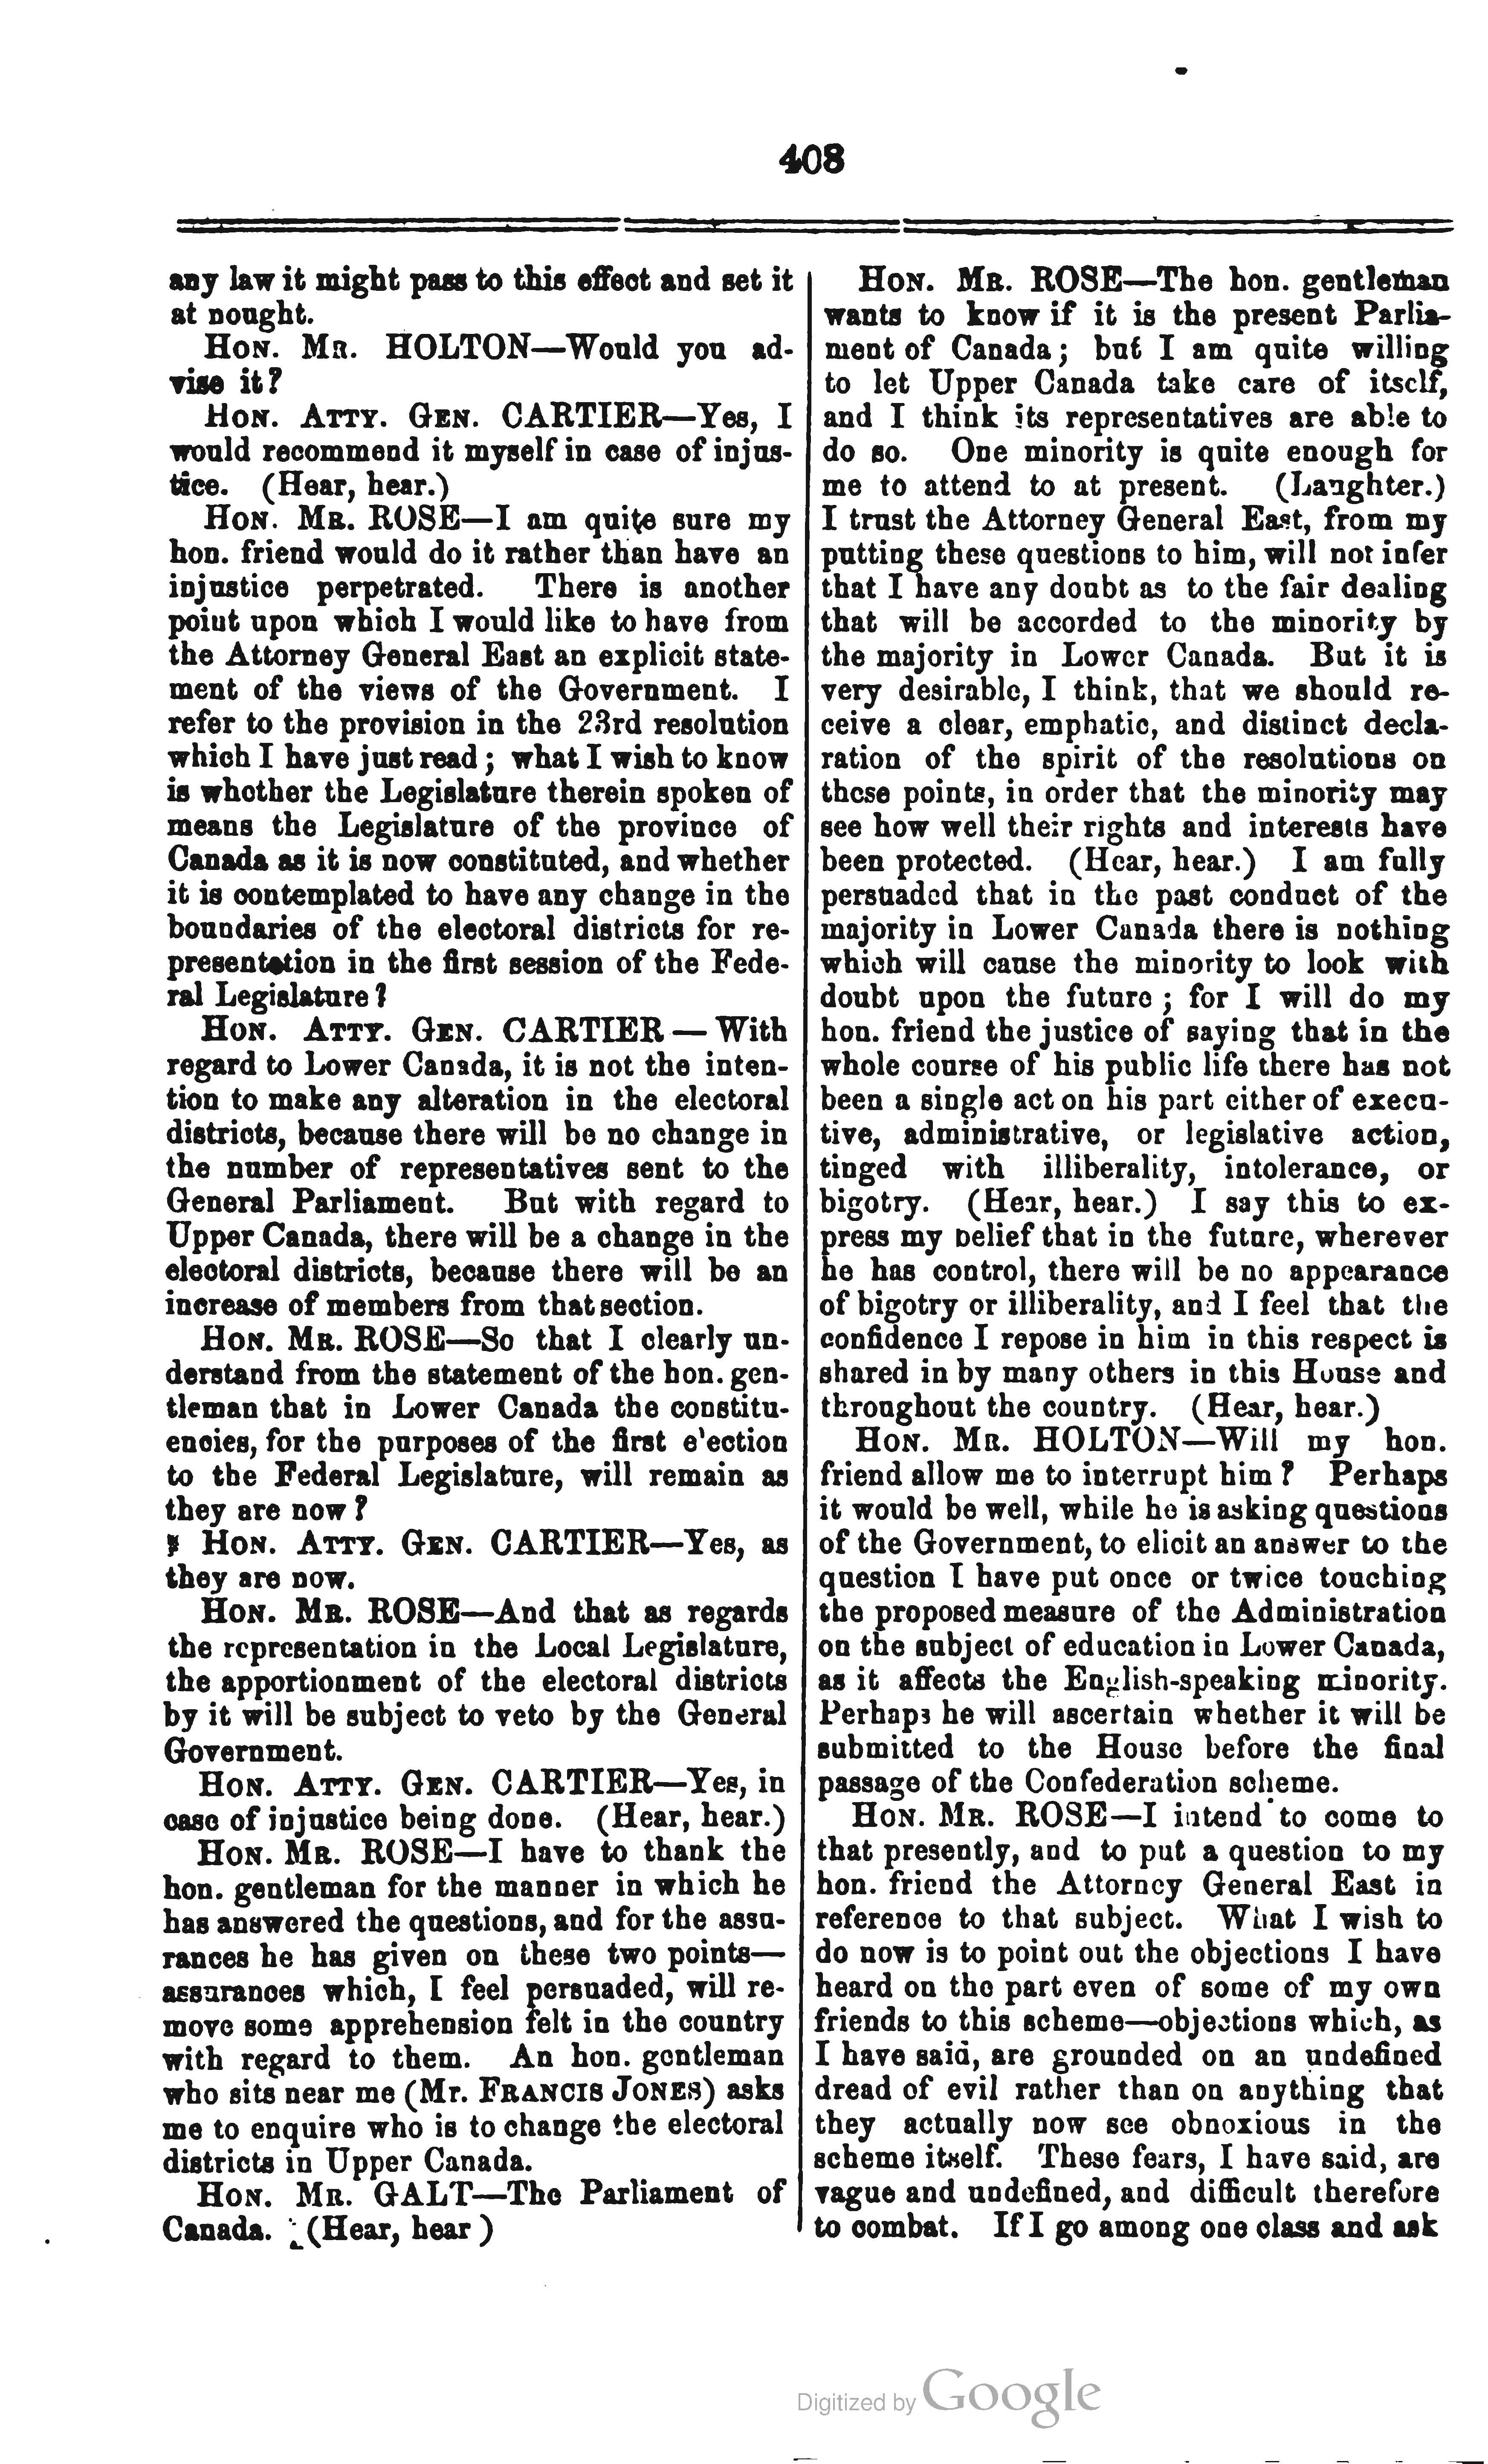 408
any law it might pass to this effect and set it
at nought.
HON. MR. HOLTON—Would you ad-
vise it?
HON. ATTY. GEN. CARTIER—Yes, I
would recommend it myself in case of injus-
tice. (Hear, hear.)
HON. MR. ROSE—I am quite sure my
hon. friend would do it rather than have an
injustice perpetrated. There is another
point upon which I would like to have from
the Attorney General East an explicit state-
ment of the views of the Government. I
refer to the provision in the 23rd resolution
which I have just read; what I wish to know
is whether the Legislature therein spoken of
means the Legislature of the province of
Canada as it is now constituted, and whether
it is contemplated to have any change in the
boundaries of the electoral districts for re-
presentation in the first session of the Fede-
ral Legislature?
HON. ATTY. GEN. CARTIER — With
regard to Lower Canada, it is not the inten-
tion to make any alteration in the electoral
districts, because there will be no change in
the number of representatives sent to the
General Parliament. But with regard to
Upper Canada, there will be a change in the
electoral districts, because there will be an
increase of members from that section.
HON. MR. ROSE—So that I clearly un-
derstand from the statement of the hon. gen-
tleman that in Lower Canada the constitu-
encies, for the purposes of the first e'ection
to the Federal Legislature, will remain as
they are now?
HON. ATTY. GEN. CARTIER—Yes, as
they are now.
HON. MR. ROSE—And that as regards
the representation in the Local Legislature,
the apportionment of the electoral districts
by it will be subject to veto by the General
Government.
HON. ATTY. GEN. CARTIER—Yes, in
case of injustice being done. (Hear, hear.)
HON. MR. ROSE—I have to thank the
hon. gentleman for the manner in which he
has answered the questions, and for the assu-
rances he has given on these two points—
assurances which, I feel persuaded, will re-
move some apprehension felt in the country
with regard to them. An hon. gentleman
who sits near me (Mr. FRANCIS JONES) asks
me to enquire who is to change the electoral
districts in Upper Canada.
HON. MR. GALT—The Parliament of
Canada. (Hear, hear )
HON. MR. ROSE—The hon. gentleman
wants to know if it is the present Parlia-
ment of Canada; but I am quite willing
to let Upper Canada take care of itself,
and I think its representatives are able to
do so. One minority is quite enough for
me to attend to at present. (Laughter.)
I trust the Attorney General East, from my
putting these questions to him, will not infer
that I have any doubt as to the fair dealing
that will be accorded to the minority by
the majority in Lower Canada. But it is
very desirable, I think, that we should re-
ceive a clear, emphatic, and distinct decla-
ration of the spirit of the resolutions on
these points, in order that the minority may
see how well their rights and interests have
been protected. (Hear, hear.) I am fully
persuaded that in the past conduct of the
majority in Lower Canada there is nothing
which will cause the minority to look with
doubt upon the future; for I will do my
hon. friend the justice of saying that in the
whole course of his public life there has not
been a single act on his part either of execu-
tive, administrative, or legislative action,
tinged with illiberality, intolerance, or
bigotry. (Hear, hear.) I say this to ex-
press my belief that in the future, wherever
he has control, there will be no appearance
of bigotry or illiberality, and I feel that the
confidence I repose in him in this respect is
shared in by many others in this House and
throughout the country. (Hear, hear.)
HON. MR. HOLTON—Will my hon.
friend allow me to interrupt him? Perhaps
it would be well, while he is asking questions
of the Government, to elicit an answer to the
question I have put once or twice touching
the proposed measure of the Administration
on the subject of education in Lower Canada,
as it affects the English-speaking minority.
Perhaps he will ascertain whether it will be
submitted to the House before the final
passage of the Confederation scheme.
HON. MR. ROSE—I intend to come to
that presently, and to put a question to my
hon. friend the Attorney General East in
reference to that subject. What I wish to
do now is to point out the objections I have
heard on the part even of some of my own
friends to this scheme—objections which, as
I have said, are grounded on an undefined
dread of evil rather than on anything that
they actually now see obnoxious in the
scheme itself. These fears, I have said, are
vague and undefined, and difficult therefore
to combat. If I go among one class and ask
Digitized by Google